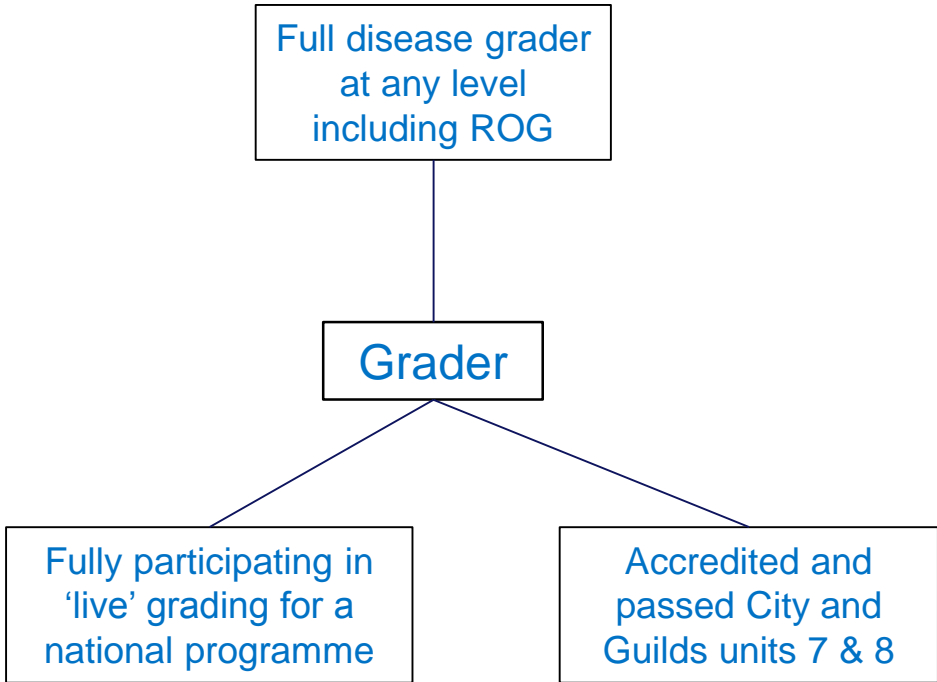 Full disease grader
at any level
including ROG
Grader
Fully participating in
‘live’ grading for a
national programme
Accredited and
passed City and
Guilds units 7 & 8